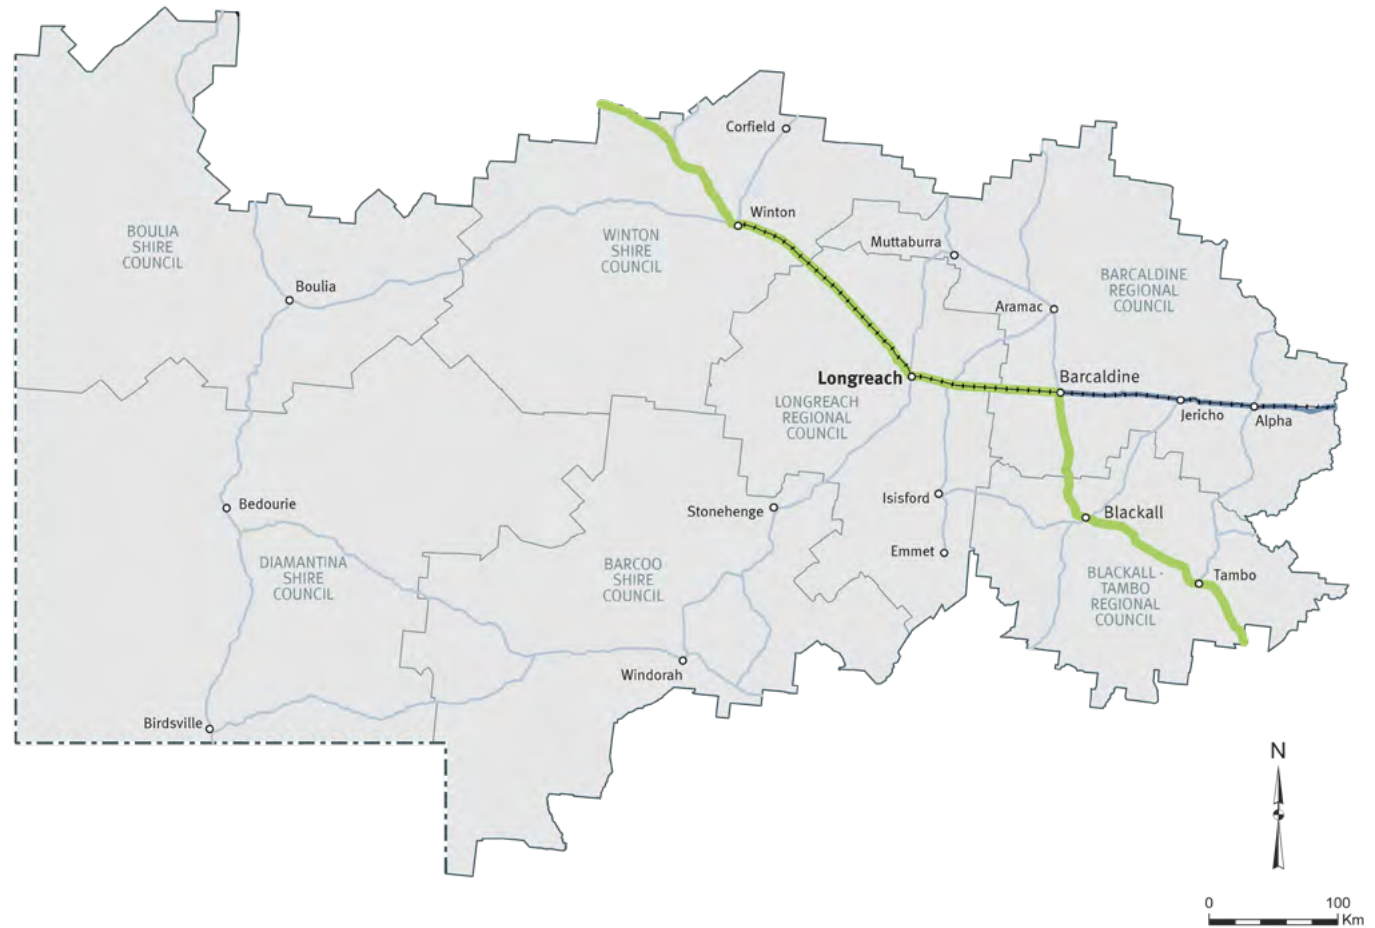 Corfield
Winton
BOULIA
SHIRE
COUNCIL
WINTON
SHIRE
COUNCIL
Muttaburra
BARCALDINE
REGIONAL
COUNCIL
Boulia
Aramac
Longreach
Barcaldine
LONGREACH
REGIONAL
COUNCIL
Jericho
Alpha
Bedourie
Stonehenge
Isisford
Blackall
Emmet
DIAMANTINA
SHIRE
COUNCIL
BARCOO
SHIRE
COUNCIL
BLACKALL -
TAMBO
REGIONAL
COUNCIL
Tambo
Windorah
Birdsville
N
0 100
Km